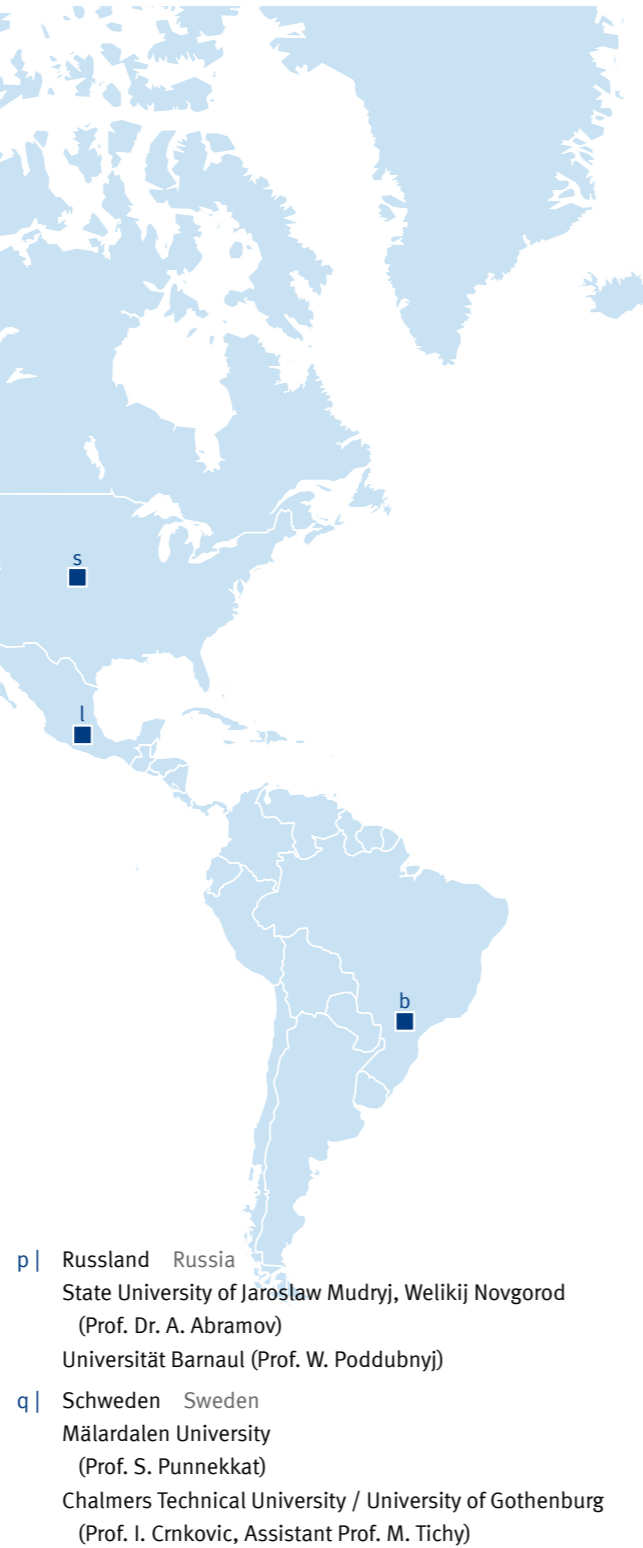 s
l
b
p | Russland Russia
State University of Jaroslaw Mudryj, Welikij Novgorod
(Prof. Dr. A. Abramov)
Universität Barnaul (Prof. W. Poddubnyj)
q | Schweden Sweden
Mälardalen University
(Prof. S. Punnekkat)
Chalmers Technical University / University of Gothenburg
(Prof. I. Crnkovic, Assistant Prof. M. Tichy)